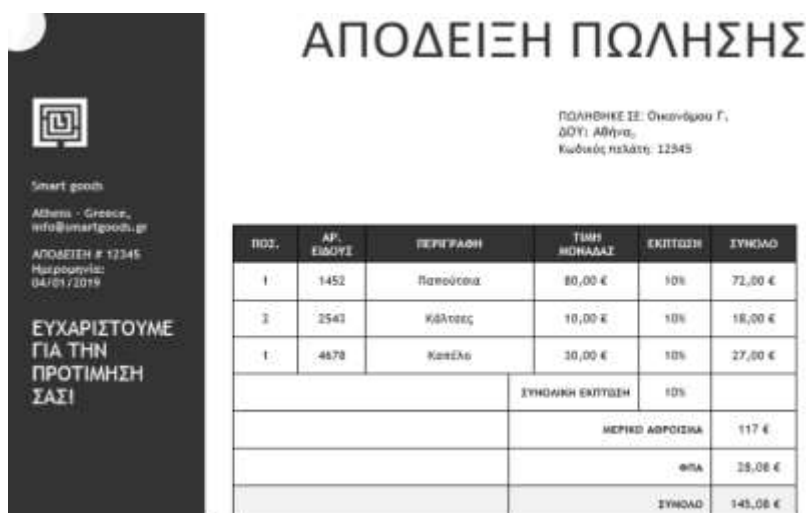 ΑΠΟΔΕΙΞΗ ΠΩΛΗΣΗΣ
ΠΩΛΗΘΗΚΕ ΣΕ: Οικονόμου Γ.
ΔΟΥ: Αθήνα,
Κωδικός πελάτη: 12345
Smart goods
Athens - Greece,
info@smartgoods.gr
ΑΠΟΔΕΙΞΗ # 12345
Ημερομηνία:
04/01/2019
ΕΥΧΑΡΙΣΤΟΥΜΕ
ΓΙΑ ΤΗΝ
ΠΡΟΤΙΜΗΣΗ
ΣΑΣ!
ΠΟΣ. ΑΡ. ΕΙΔΟΥΣ ΠΕΡΙΓΡΑΦΗ ΤΙΜΗ ΜΟΝΑΔΑΣ ΕΚΠΤΩΣΗ ΣΥΝΟΛΟ
1 1452 Παπούτσια 80,00 € 10% 72,00 €
2 2543 Κάλτσες 10,00 € 10% 18,00 €
1 4678 Καπέλο 30,00 € 10% 27,00 €
ΣΥΝΟΛΙΚΗ ΕΚΠΤΩΣΗ 10%
ΜΕΡΙΚΟ ΑΘΡΟΙΣΜΑ 117 €
ΦΠΑ 28,08 €
ΣΥΝΟΛΟ 145,08 €